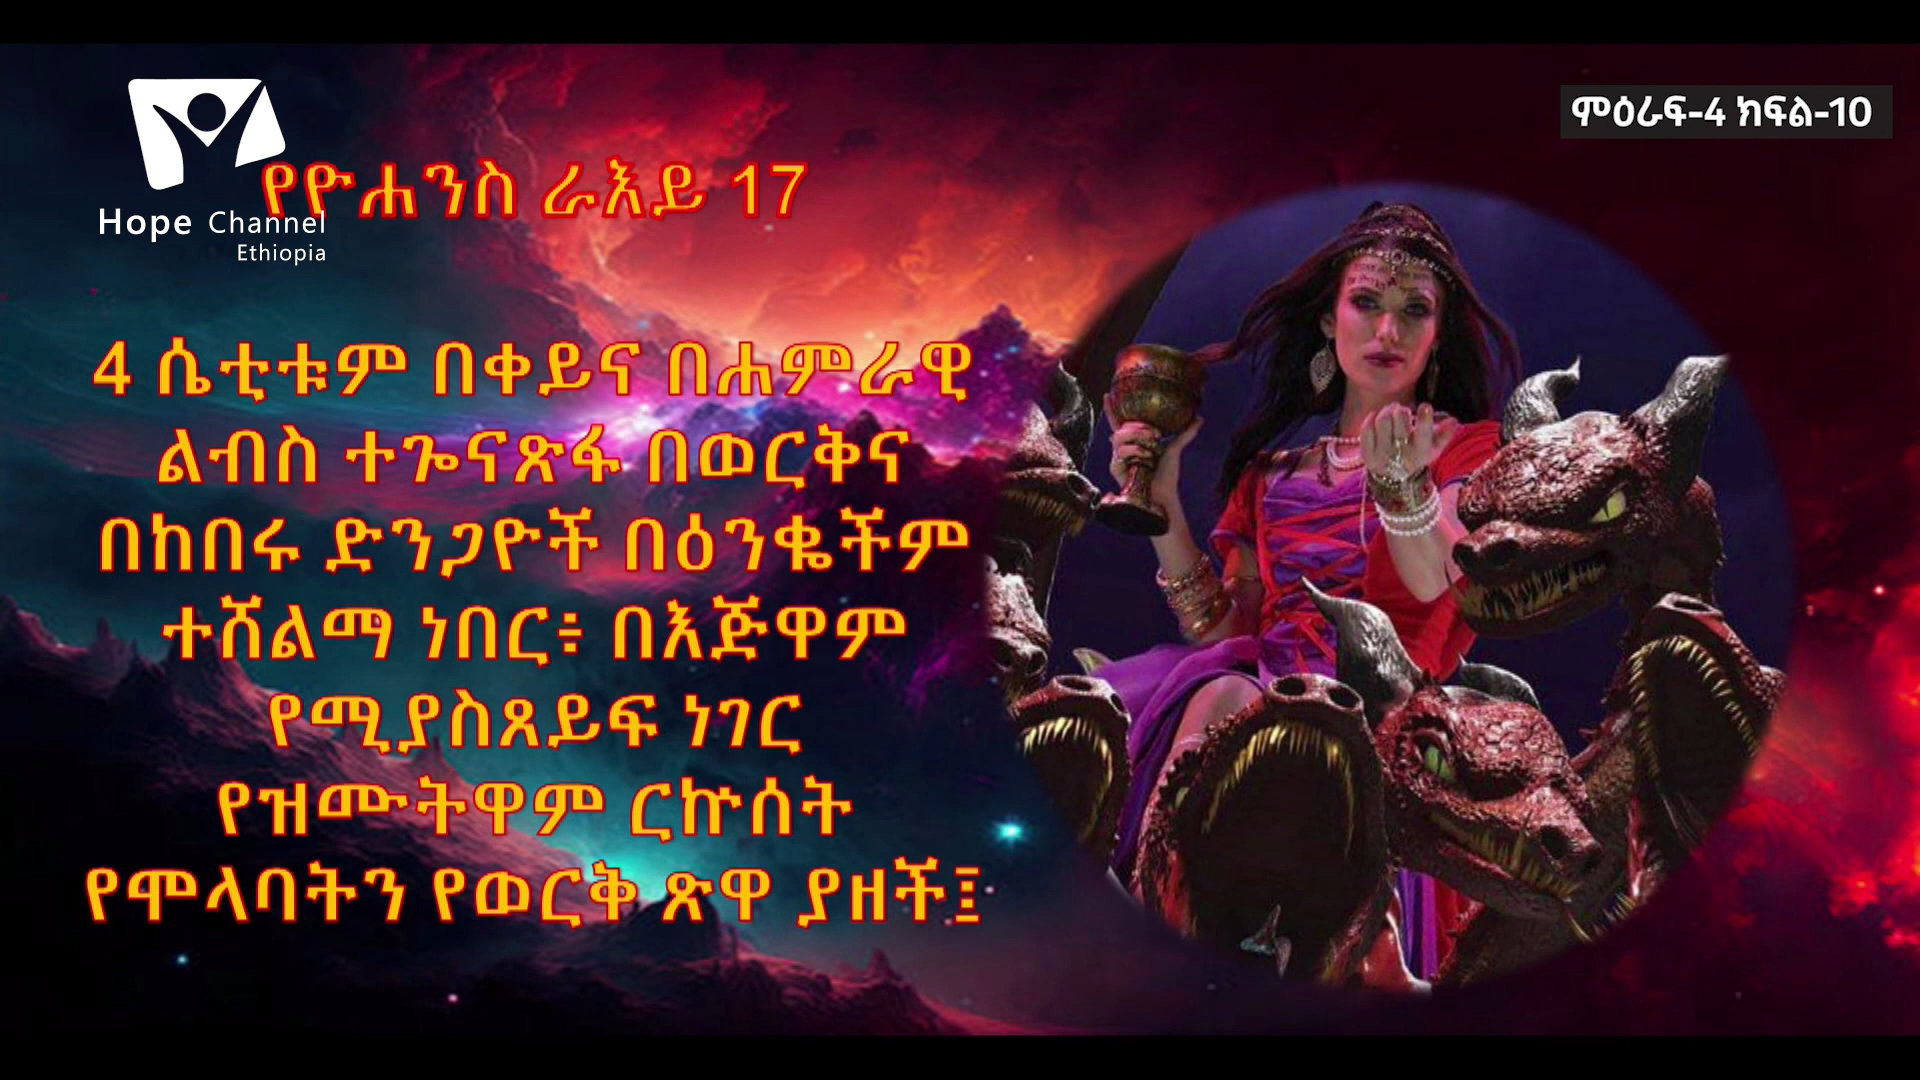 ምዕራፍ-4 ክፍል-10
Hope Channel
Ethiopia
የዮሐንስ ራእይ 17
4 ሴቲቱም በቀይና በሐምራዊ
ልብስ ተጐናጽፋ በወርቅና
በከበሩ ድንጋዮች በዕንቈችም
ተሸልማ ነበር፥ በእጅዋም
የሚያስጸይፍ ነገር
የዝሙትዋም ርኵሰት
የሞላባትን የወርቅ ጽዋ ያዘች፤